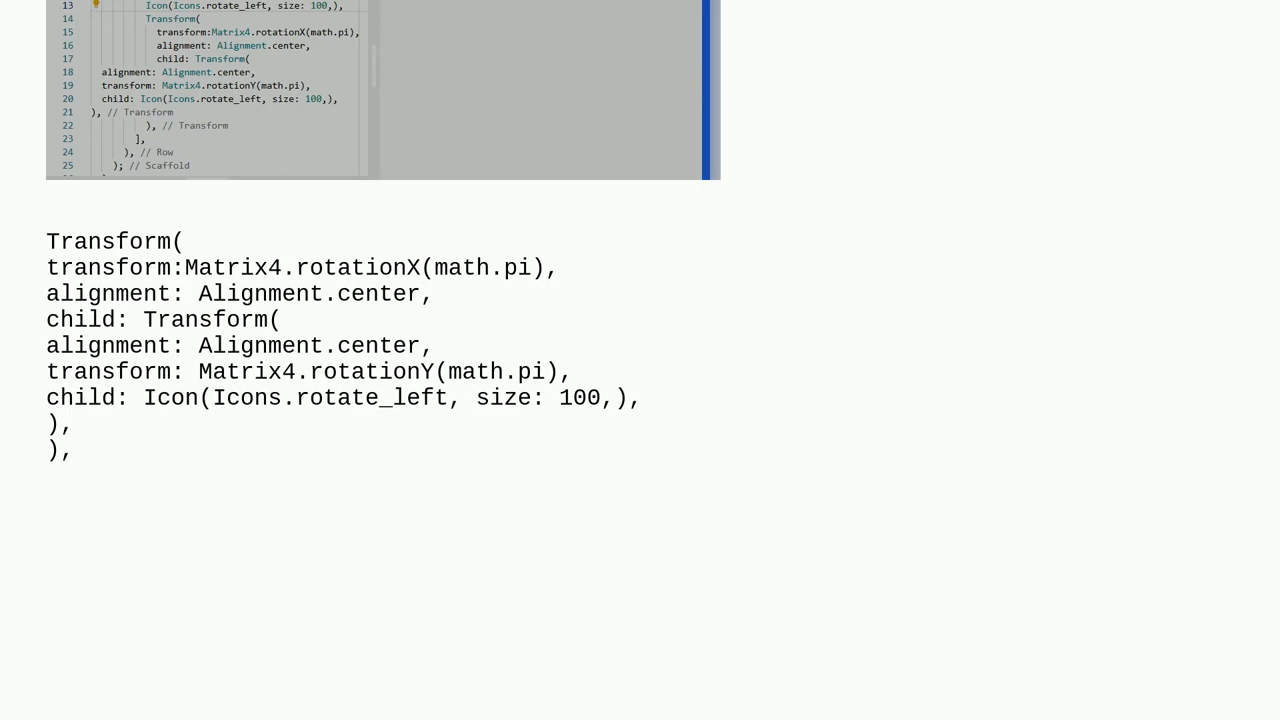 13 Icon(Icons.rotate_left, size: 100,),
14 Transform(
15 transform:Matrix4.rotationX(math.pi),
16 alignment: Alignment.center,
17 child: Transform(
18 alignment: Alignment.center,
19 transform: Matrix4.rotationY(math.pi),
20 child: Icon(Icons.rotate_left, size: 100,),
21 ), // Transform
22 ), // Transform
23 ],
24 ), // Row
25 ); // Scaffold
Transform(
transform:Matrix4.rotationX(math.pi),
alignment: Alignment.center,
child: Transform(
alignment: Alignment.center,
transform: Matrix4.rotationY(math.pi),
child: Icon(Icons.rotate_left, size: 100,),
),
),